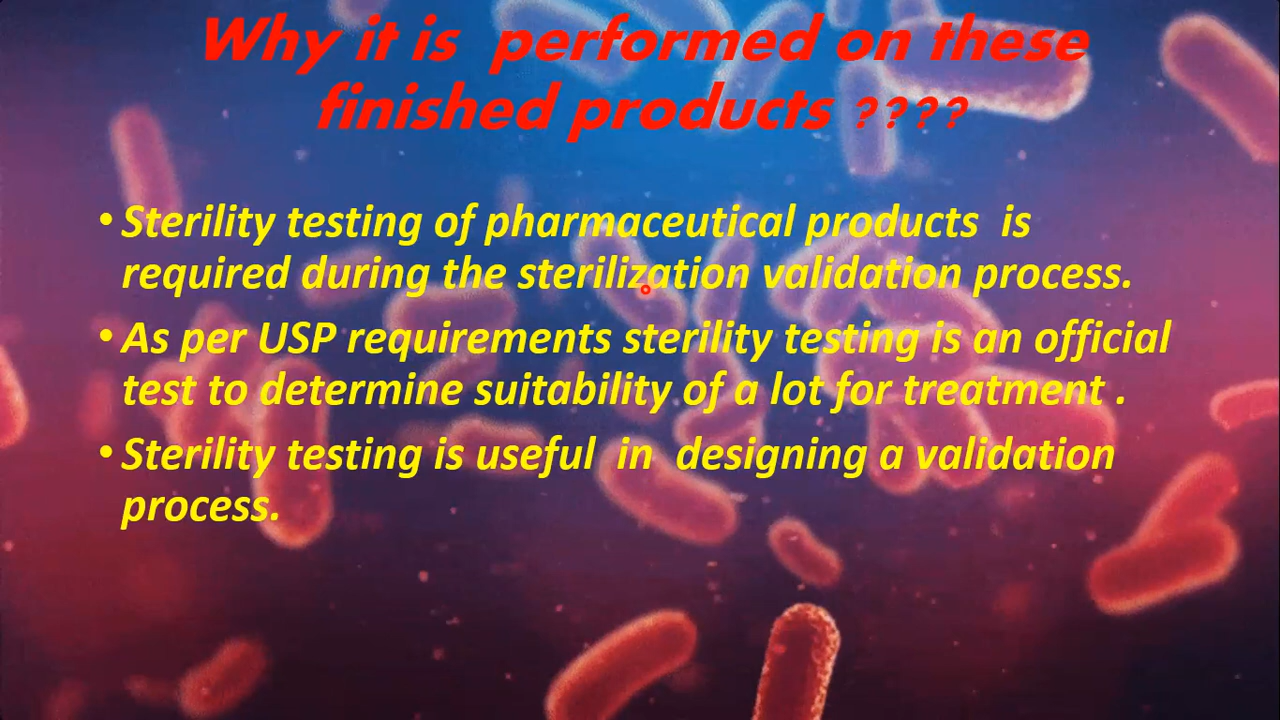 Why it is performed on these
finished products ????
• Sterility testing of pharmaceutical products is
required during the sterilization validation process.
• As per USP requirements sterility testing is an official
test to determine suitability of a lot for treatment .
• Sterility testing is useful in designing a validation
process.